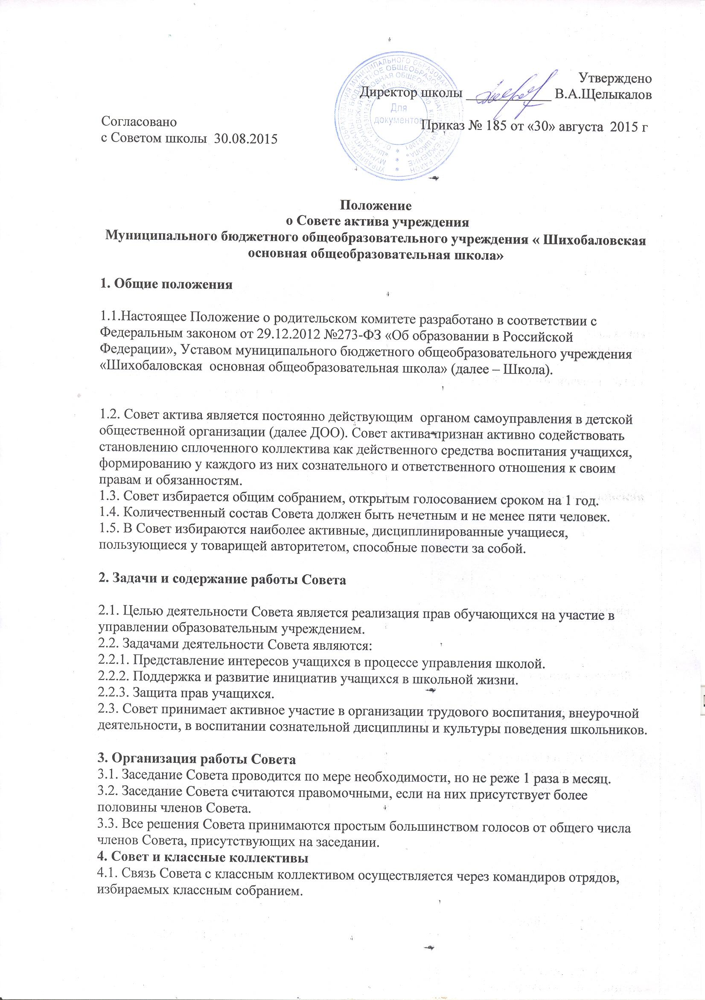 Утверждено
Директор школы ____________ В.А.Щелыкалов
Согласовано
Приказ № 185 от «30» августа 2015 г
с Советом школы 30.08.2015
Для
документов
Положение
о Совете актива учреждения
Муниципального бюджетного общеобразовательного учреждения « Шихобаловская
основная общеобразовательная школа»
1. Общие положения
1.1.Настоящее Положение о родительском комитете разработано в соответствии с
Федеральным законом от 29.12.2012 №273-ФЗ «Об образовании в Российской
Федерации», Уставом муниципального бюджетного общеобразовательного учреждения
«Шихобаловская основная общеобразовательная школа» (далее – Школа).
1.2. Совет актива является постоянно действующим органом самоуправления в детской
общественной организации (далее ДОО). Совет актива признан активно содействовать
становлению сплоченного коллектива как действенного средства воспитания учащихся,
формированию у каждого из них сознательного и ответственного отношения к своим
правам и обязанностям.
1.3. Совет избирается общим собранием, открытым голосованием сроком на 1 год.
1.4. Количественный состав Совета должен быть нечетным и не менее пяти человек.
1.5. В Совет избираются наиболее активные, дисциплинированные учащиеся,
пользующиеся у товарищей авторитетом, способные повести за собой.
2. Задачи и содержание работы Совета
2.1. Целью деятельности Совета является реализация прав обучающихся на участие в
управлении образовательным учреждением.
2.2. Задачами деятельности Совета являются:
2.2.1. Представление интересов учащихся в процессе управления школой.
2.2.2. Поддержка и развитие инициатив учащихся в школьной жизни.
2.2.3. Защита прав учащихся.
2.3. Совет принимает активное участие в организации трудового воспитания, внеурочной
деятельности, в воспитании сознательной дисциплины и культуры поведения школьников.
3. Организация работы Совета
3.1. Заседание Совета проводится по мере необходимости, но не реже 1 раза в месяц.
3.2. Заседание Совета считаются правомочными, если на них присутствует более
половины членов Совета.
3.3. Все решения Совета принимаются простым большинством голосов от общего числа
членов Совета, присутствующих на заседании.
4. Совет и классные коллективы
4.1. Связь Совета с классным коллективом осуществляется через командиров отрядов,
избираемых классным собранием.